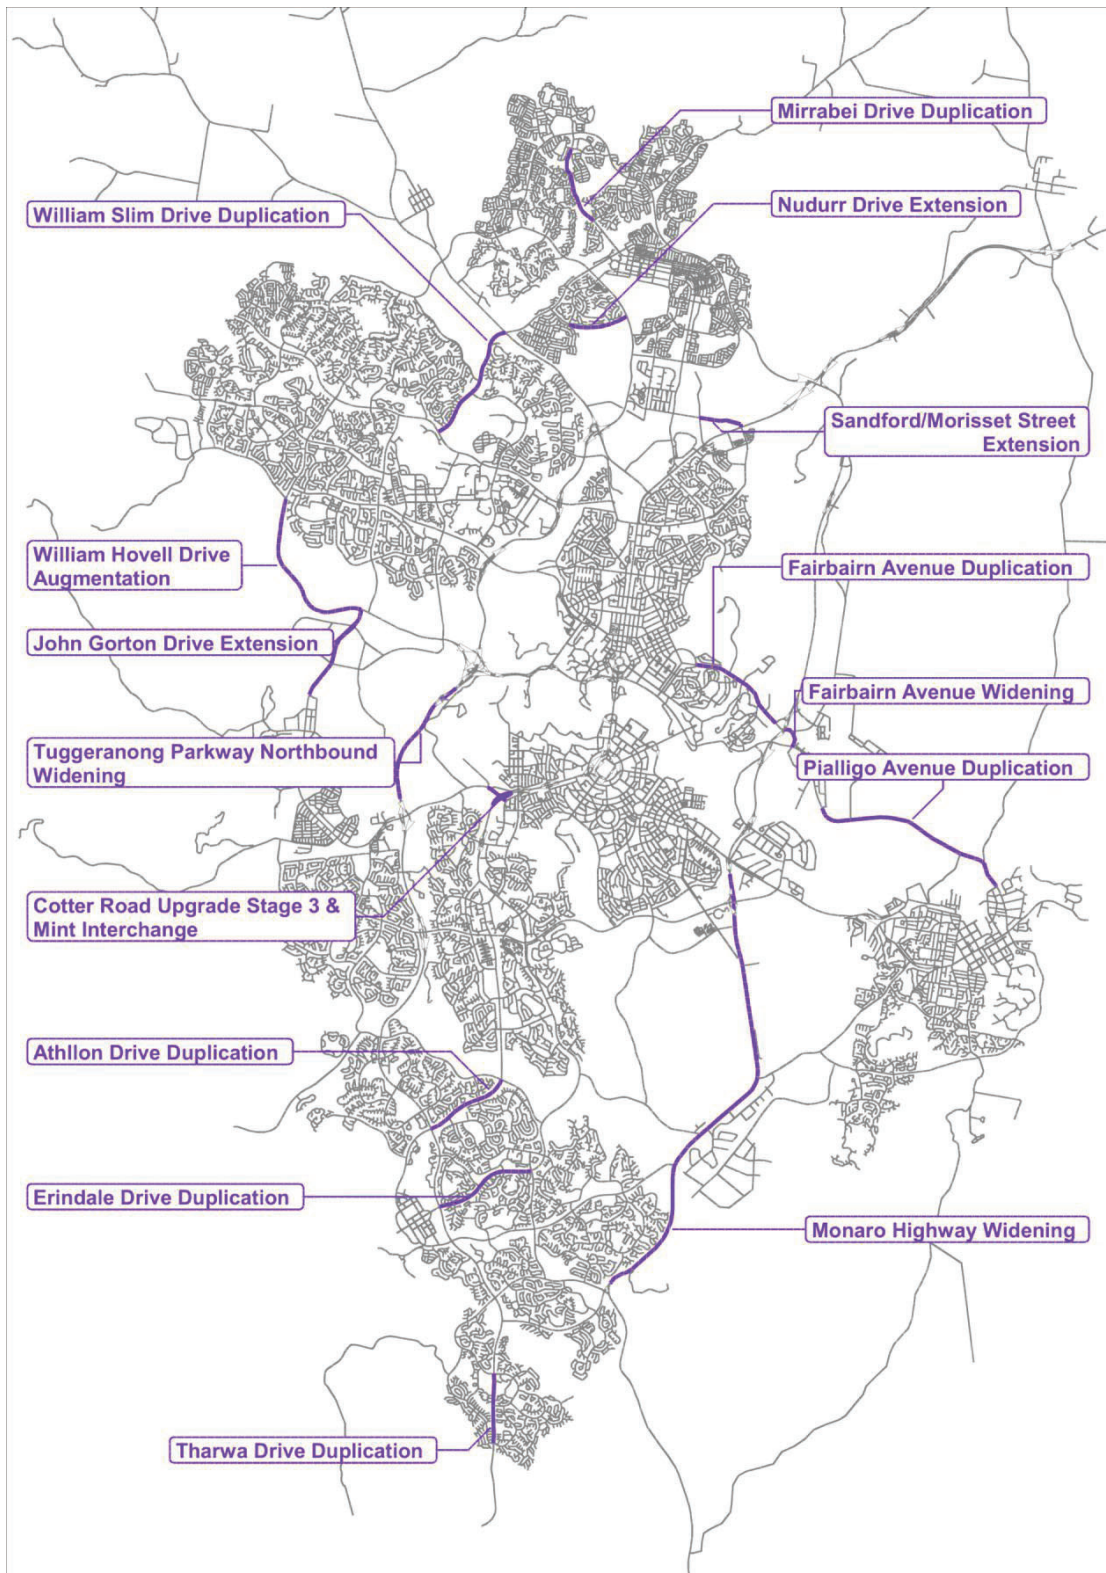 Mirrabei Drive Duplication
Nudurr Drive Extension
William Slim Drive Duplication
Sandford/Morisset Street
Extension
William Hovell Drive
Augmentation
Fairbairn Avenue Duplication
John Gorton Drive Extension
Fairbairn Avenue Widening
Tuggeranong Parkway Northbound
Widening
Pialligo Avenue Duplication
Cotter Road Upgrade Stage 3 &
Mint Interchange
Athllon Drive Duplication
Erindale Drive Duplication
Monaro Highway Widening
Tharwa Drive Duplication